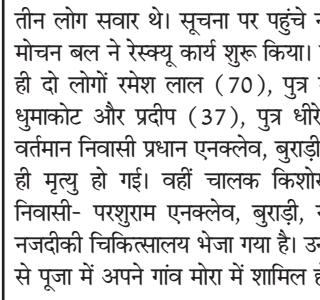 तीन लोग सवार थे। सूचना पर पहुंचे
मोचन बल ने रेस्क्यू कार्य शुरू किया।
ही दो लोगों रमेश लाल (70), पुत्र
धुमाकोट और प्रदीप (37), पुत्र धीरे
वर्तमान निवासी प्रधान एनक्लेव, बुराड़ी
ही मृत्यु हो गई। वहीं चालक किशो
निवासी- परशुराम एनक्लेव, बुराड़ी,
नजदीकी चिकित्सालय भेजा गया है। उ
से पूजा में अपने गांव मोरा में शामिल